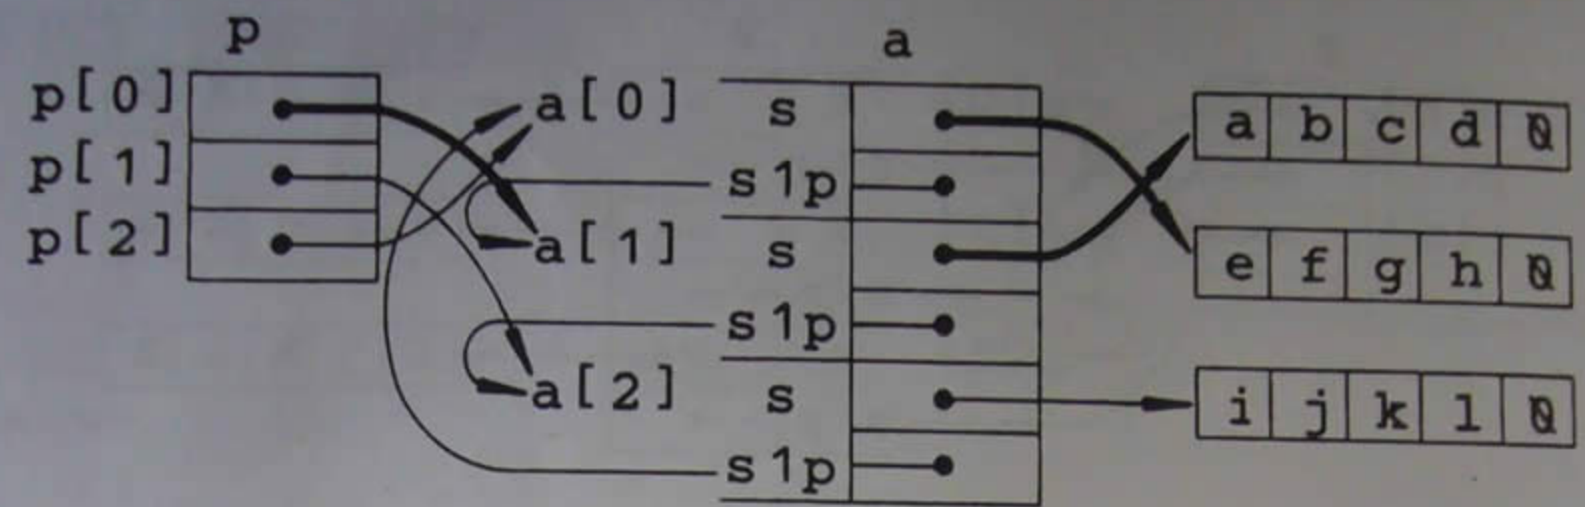 p a
p[0] a[0] s a b c d \0
s1p
p[1]
p[2] a[1] s e f g h \0
s1p
a[2] s i j k l \0
s1p